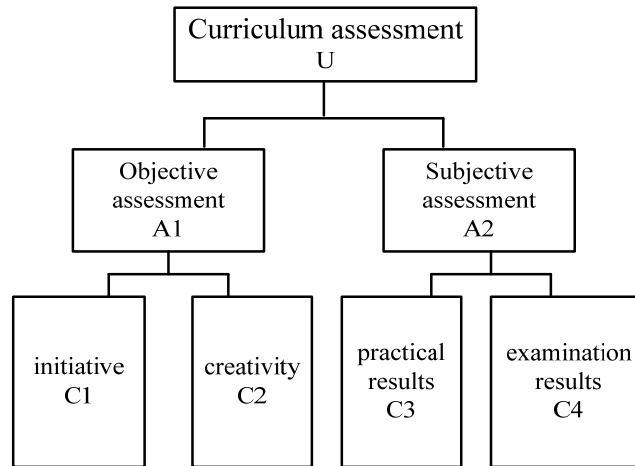 Curriculum assessment
U
Objective
assessment
A1
Subjective
assessment
A2
initiative
C1
creativity
C2
practical
results
C3
examination
results
C4